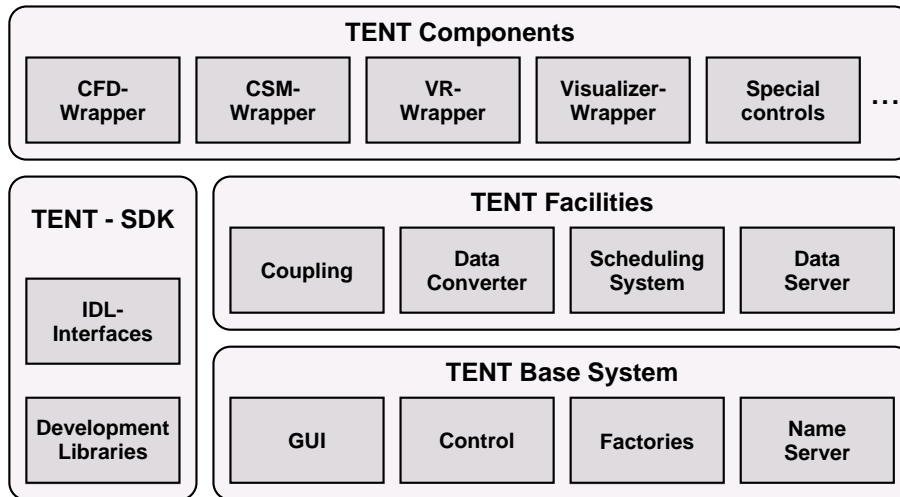 TENT Components
CFD-
Wrapper
CSM-
Wrapper
VR-
Wrapper
Visualizer-
Wrapper
Special
controls
...
TENT - SDK
IDL-
Interfaces
Development
Libraries
TENT Facilities
Coupling
Data
Converter
Scheduling
System
Data
Server
TENT Base System
GUI
Control
Factories
Name
Server